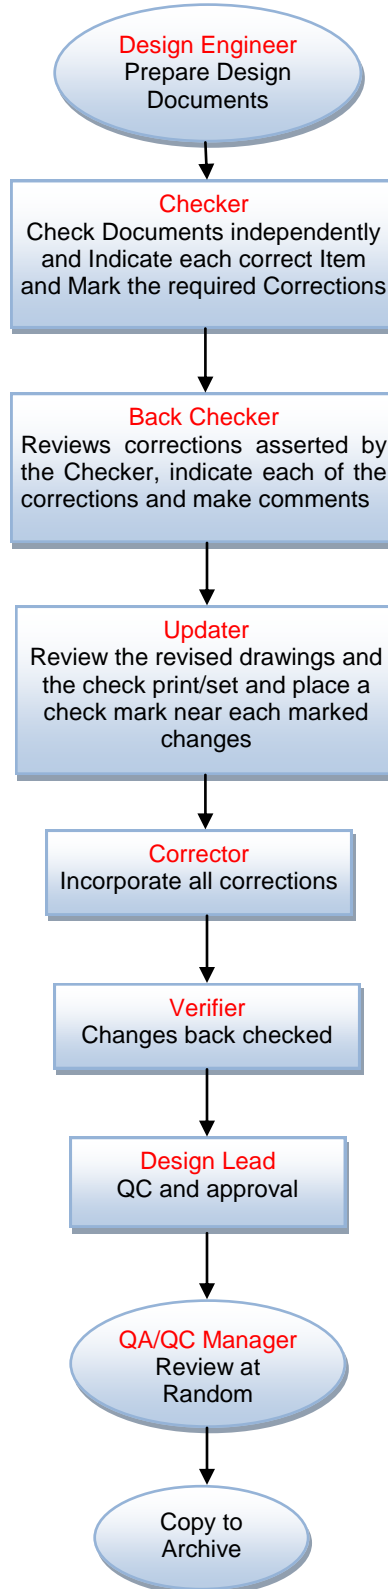 Design Engineer
Prepare Design
Documents
Checker
Check Documents independently
and Indicate each correct Item
and Mark the required Corrections
Back Checker
Reviews corrections asserted by
the Checker, indicate each of the
corrections and make comments
Updater
Review the revised drawings and
the check print/set and place a
check mark near each marked
changes
Corrector
Incorporate all corrections
Verifier
Changes back checked
Design Lead
QC and approval
QA/QC Manager
Review at
Random
Copy to
Archive